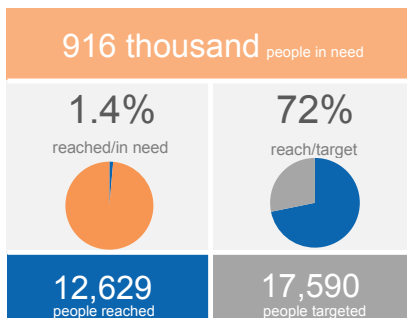 916 thousand people in need
1.4%
reached/in need
72%
reach/target
12,629
people reached
17,590
people targeted